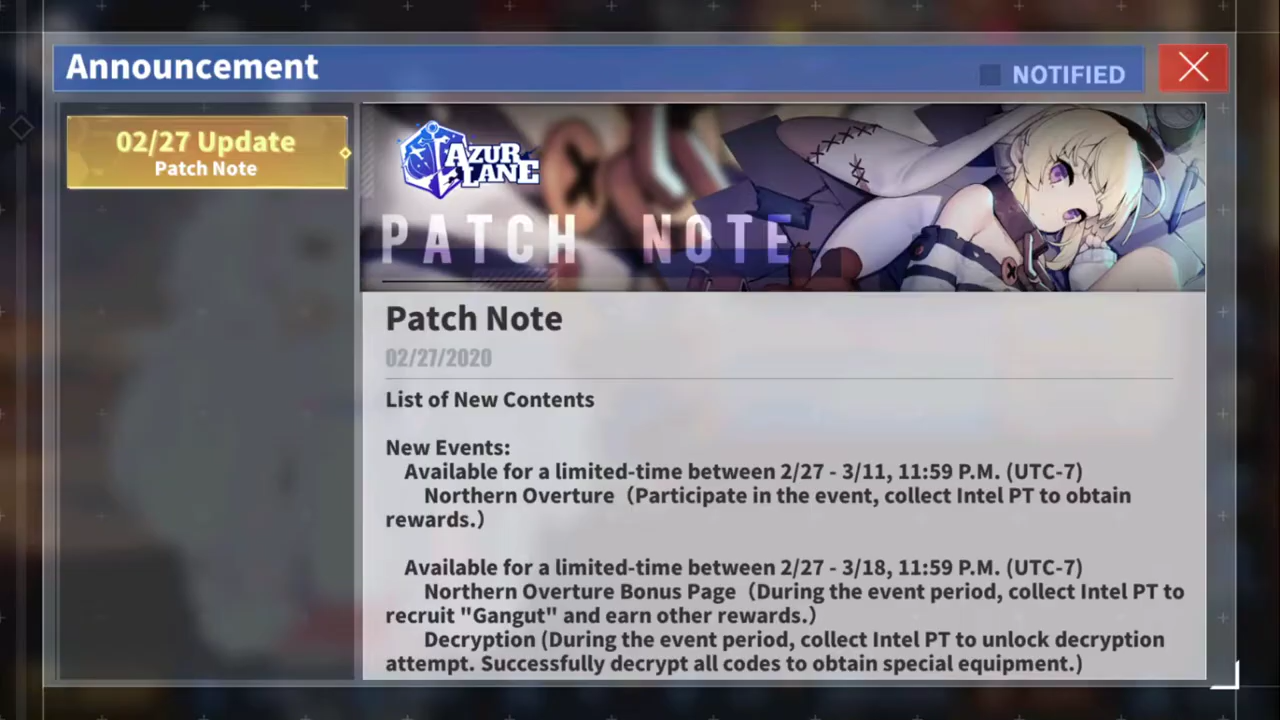 Announcement
NOTIFIED
02/27 Update
Patch Note
AZUR
LANE
PATCH NOTE
Patch Note
02/27/2020
List of New Contents
New Events:
Available for a limited-time between 2/27 - 3/11, 11:59 P.M. (UTC-7)
Northern Overture（Participate in the event, collect Intel PT to obtain
rewards.）
Available for a limited-time between 2/27 - 3/18, 11:59 P.M. (UTC-7)
Northern Overture Bonus Page（During the event period, collect Intel PT to
recruit "Gangut" and earn other rewards.）
Decryption (During the event period, collect Intel PT to unlock decryption
attempt. Successfully decrypt all codes to obtain special equipment.)